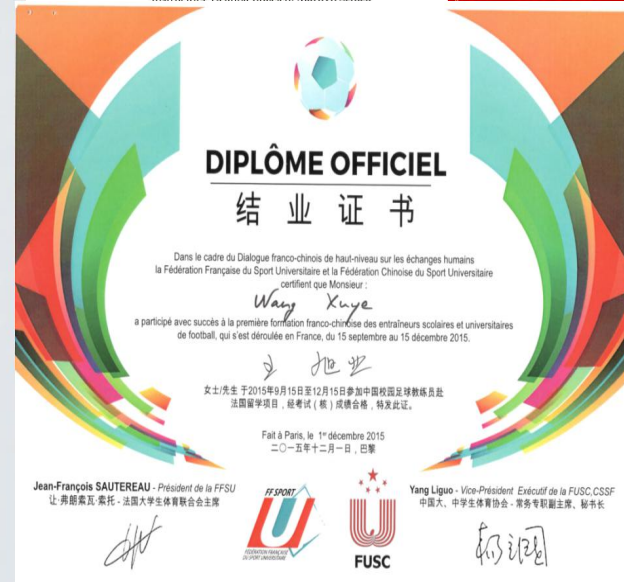 DIPLÔME OFFICIEL
结业证书
Dans le cadre du Dialogue franco-chinois de haut-niveau sur les échanges humains
la Fédération Française du Sport Universitaire et la Fédération Chinoise du Sport Universitaire
certifient que Monsieur :
Wang Xuye
a participé avec succès à la première formation franco-chinoise des entraîneurs scolaires et universitaires
de football, qui s'est déroulée en France, du 15 septembre au 15 décembre 2015.
王旭业
女士/先生 于2015年9月15日至12月15日参加中国校园足球教练员赴
法国留学项目，经考试（核）成绩合格，特发此证。
Fait à Paris, le 1er décembre 2015
二〇一五年十二月一日，巴黎
Jean-François SAUTEREAU - Président de la FFSU
让·弗朗索瓦·索托 - 法国大学生体育联合会主席
Yang Liguo - Vice-Président Exécutif de la FUSC,CSSF
中国大、中学生体育协会 - 常务专职副主席、秘书长
FF SPORT
U
FÉDÉRATION FRANÇAISE
DU SPORT UNIVERSITAIRE
FUSC
杨立国